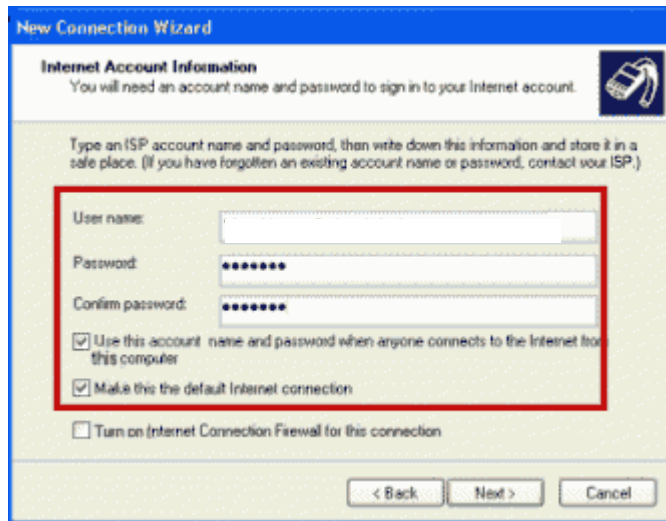 New Connection Wizard
Internet Account Information
You will need an account name and password to sign in to your Internet account.
Type an ISP account name and password, then write down this information and store it in a
safe place. (If you have forgotten an existing account name or password, contact your ISP.)
User name:
Password:
•••••••
Confirm password:
•••••••
Use this account name and password when anyone connects to the Internet from
this computer
Make this the default Internet connection
Turn on Internet Connection Firewall for this connection
< Back Next > Cancel